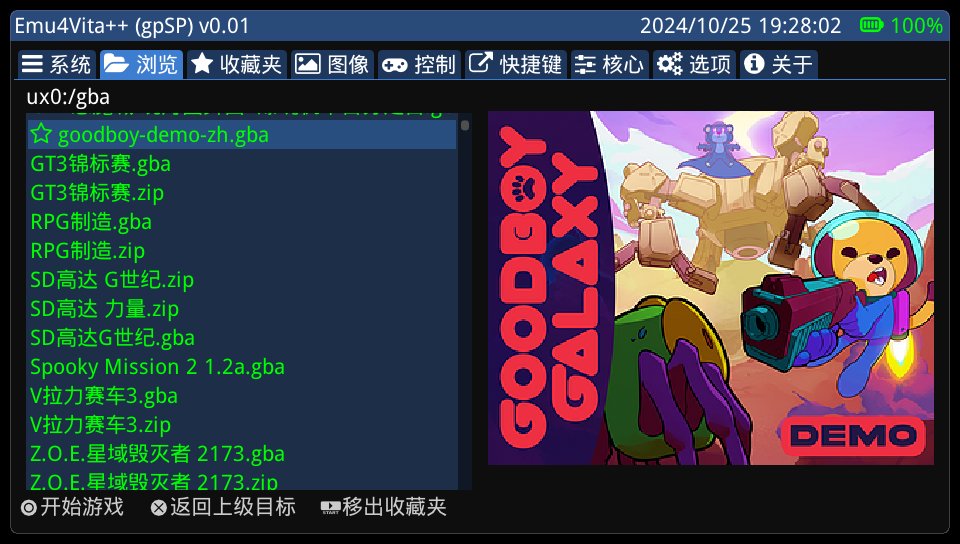 Emu4Vita++ (gpSP) v0.01 2024/10/25 19:28:02 100%
系统 浏览 收藏夹 图像 控制 快捷键 核心 选项 关于
ux0:/gba
goodboy-demo-zh.gba
GT3锦标赛.gba
GT3锦标赛.zip
RPG制造.gba
RPG制造.zip
SD高达 G世纪.zip
SD高达 力量.zip
SD高达G世纪.gba
Spooky Mission 2 1.2a.gba
V拉力赛车3.gba
V拉力赛车3.zip
Z.O.E.星域毁灭者 2173.gba
Z.O.E.星域毁灭者 2173.zip
GOODBOY
GALAXY
DEMO
开始游戏 返回上级目标 START 移出收藏夹